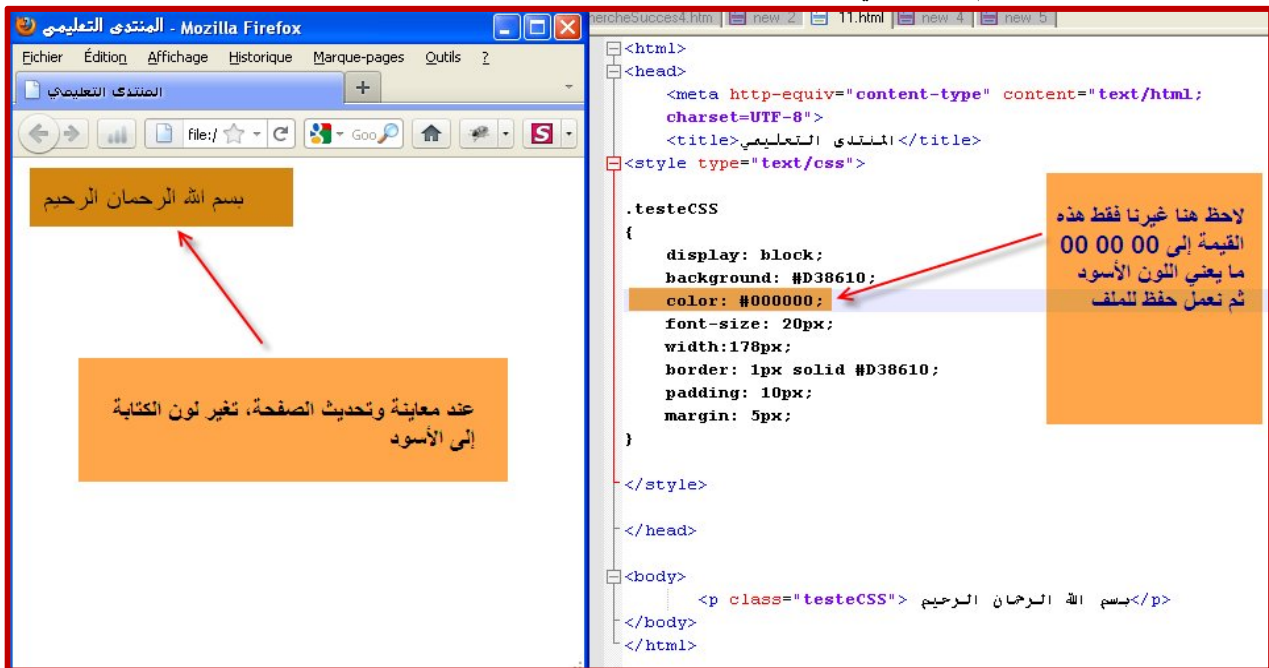 المنتدى التعليمي - Mozilla Firefox
Fichier Édition Affichage Historique Marque-pages Outils ?
المنتدى التعليمي
+
file:/
Goo
S
بسم الله الرحمان الرحيم
عند معاينة وتحديث الصفحة، تغير لون الكتابة
إلى الأسود
hercheSucces4.htm new 2 11.html new 4 new 5
<html>
<head>
<meta http-equiv="content-type" content="text/html;
charset=UTF-8">
<title>المنتدى التعليمي</title>
<style type="text/css">
.testeCSS
{
display: block;
background: #D38610;
color: #000000;
font-size: 20px;
width:178px;
border: 1px solid #D38610;
padding: 10px;
margin: 5px;
}
</style>
</head>
<body>
<p class="testeCSS"> بسم الله الرحمان الرحيم</p>
</body>
</html>
لاحظ هنا غيرنا فقط هذه
القيمة إلى 00 00 00
ما يعني اللون الأسود
ثم نعمل حفظ للملف